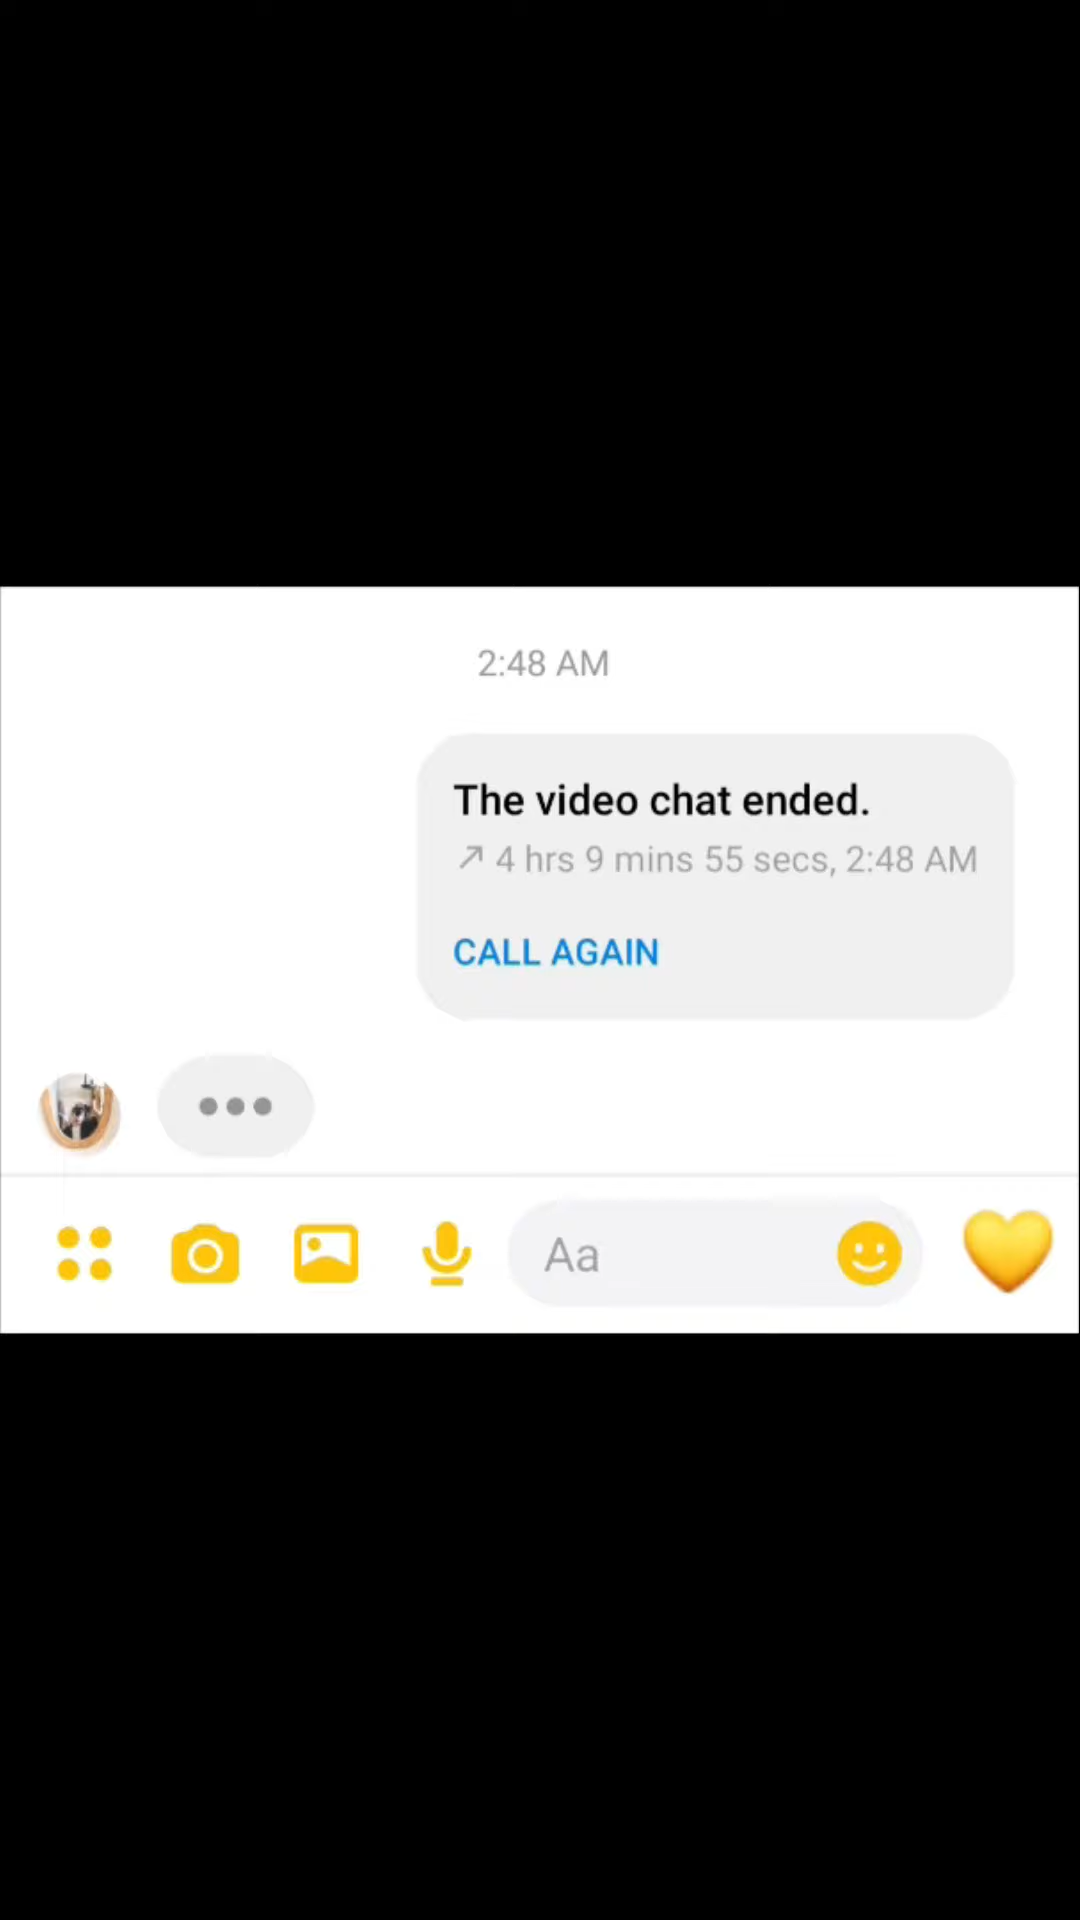 2:48 AM
The video chat ended.
↗ 4 hrs 9 mins 55 secs, 2:48 AM
CALL AGAIN
Aa